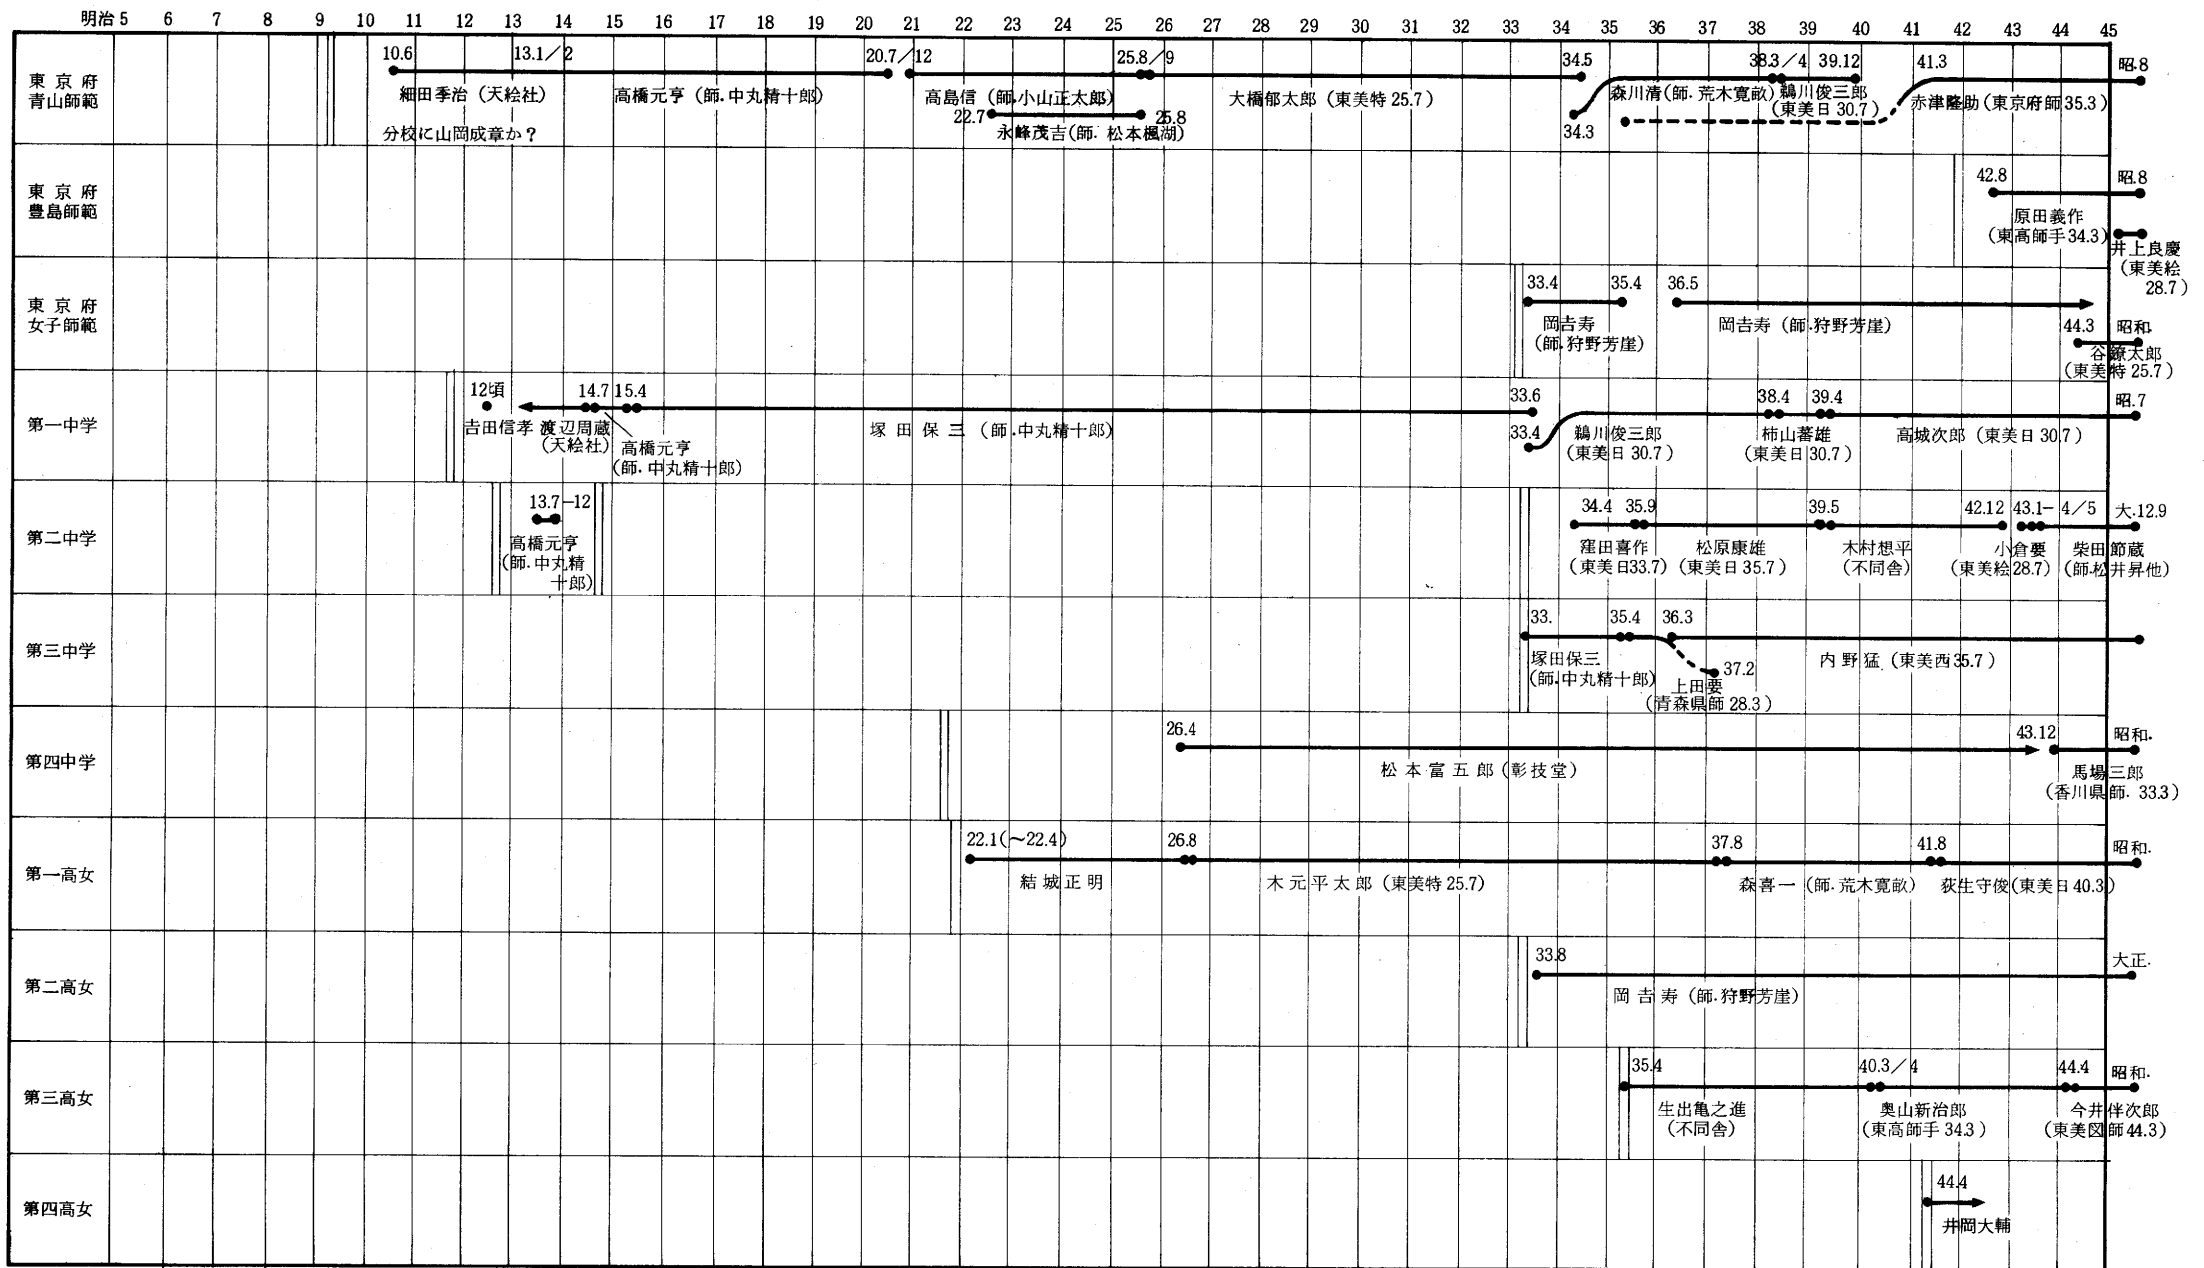 明治5 6 7 8 9 10 11 12 13 14 15 16 17 18 19 20 21 22 23 24 25 26 27 28 29 30 31 32 33 34 35 36 37 38 39 40 41 42 43 44 45
東京府
青山師範
10.6 13.1/2 20.7/12 25.8/9 34.5 38.3/4 39.12 41.3 昭.8
細田季治(天絵社) 高橋元亨(師.中丸精十郎) 高島信(師.小山正太郎) 大橋郁太郎(東美特25.7) 森川清(師.荒木寛畝) 鵜川俊三郎
(東美日30.7) 赤津隆助(東京府師35.3)
22.7 25.8
34.3
分校に山岡成章か?
永峰茂吉(師.松本楓湖)
東京府
豊島師範
42.8 昭.8
原田義作
(東高師手34.3)
井上良慶
(東美絵
28.7)
東京府
女子師範
33.4 35.4 36.5
岡吉寿
(師.狩野芳崖)
岡吉寿(師.狩野芳崖)
44.3 昭和.
谷鐐太郎
(東美特25.7)
第一中学
12頃 14.7 15.4 33.6 38.4 39.4 昭.7
吉田信孝 渡辺周蔵
(天絵社)
高橋元亨
(師.中丸精十郎)
塚田保三(師.中丸精十郎)
33.4
鵜川俊三郎
(東美日30.7)
柿山蕃雄
(東美日30.7)
高城次郎(東美日30.7)
第二中学
13.7-12 34.4 35.9 39.5 42.12 43.1- 4/5 大.12.9
高橋元亨
(師.中丸精
十郎)
窪田喜作
(東美日33.7)
松原康雄
(東美日35.7)
木村想平
(不同舎)
小倉要
(東美絵28.7)
柴田節蔵
(師.松井昇他)
第三中学
33. 35.4 36.3
塚田保三
(師.中丸精十郎)
37.2
上田要
(青森県師28.3)
内野猛(東美西35.7)
第四中学
26.4 43.12 昭和.
松本富五郎(彰技堂)
馬場三郎
(香川県師.33.3)
第一高女
22.1(~22.4) 26.8 37.8 41.8 昭和.
結城正明 木元平太郎(東美特25.7) 森喜一(師.荒木寛畝) 荻生守俊(東美日40.3)
第二高女
33.8 大正.
岡吉寿(師.狩野芳崖)
第三高女
35.4 40.3/4 44.4 昭和.
生出亀之進
(不同舎)
奥山新治郎
(東高師手34.3)
今井伴次郎
(東美図師44.3)
第四高女
44.4
井岡大輔